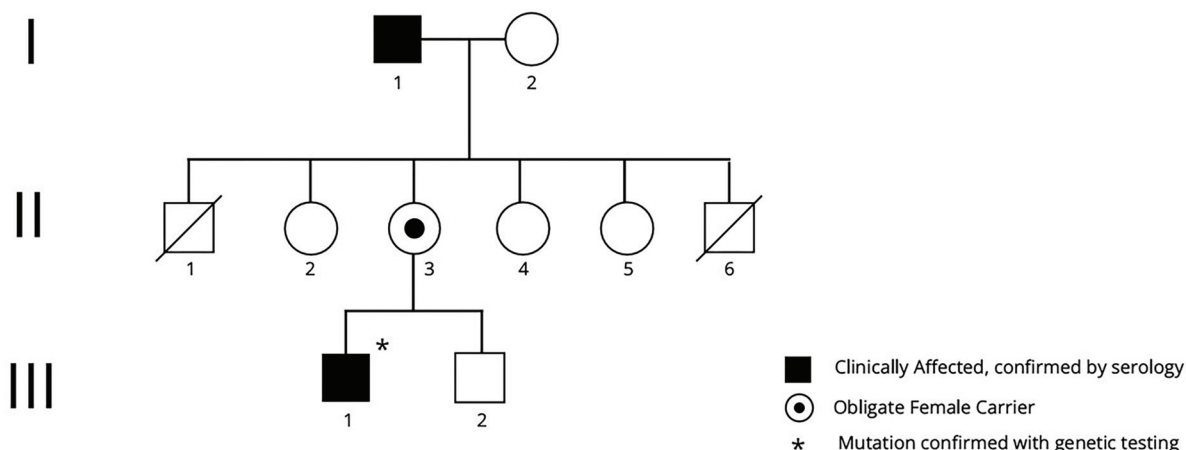 I
1 2
II
1 2 3 4 5 6
*
III
1 2
Clinically Affected, confirmed by serology
Obligate Female Carrier
* Mutation confirmed with genetic testing